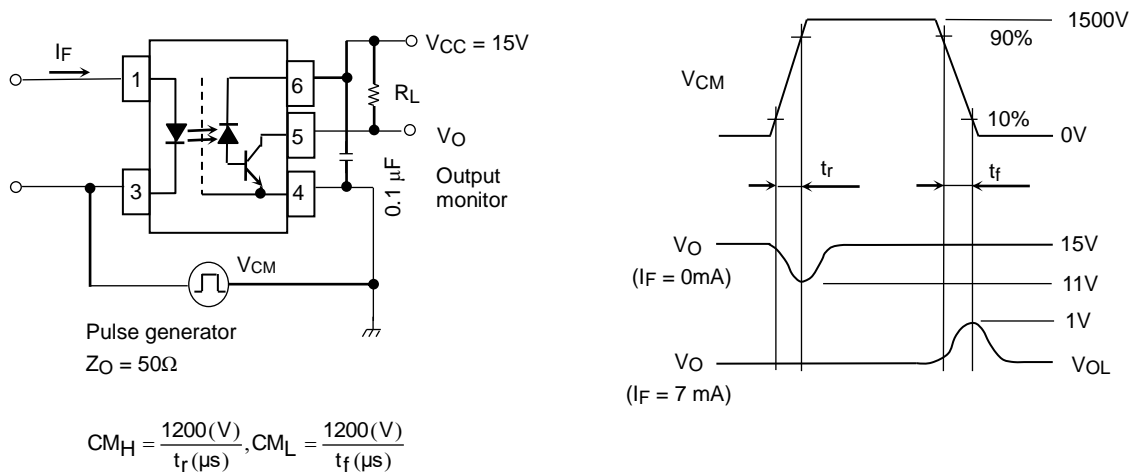 IF
1
3
6
5
4
VCC = 15V
RL
VO
0.1 μF
Output
monitor
VCM
Pulse generator
ZO = 50Ω
CMH = 1200(V) / tr(μs), CML = 1200(V) / tf(μs)
VCM
1500V
90%
10%
0V
tr
tf
VO
(IF = 0mA)
15V
11V
1V
VO
(IF = 7 mA)
VOL